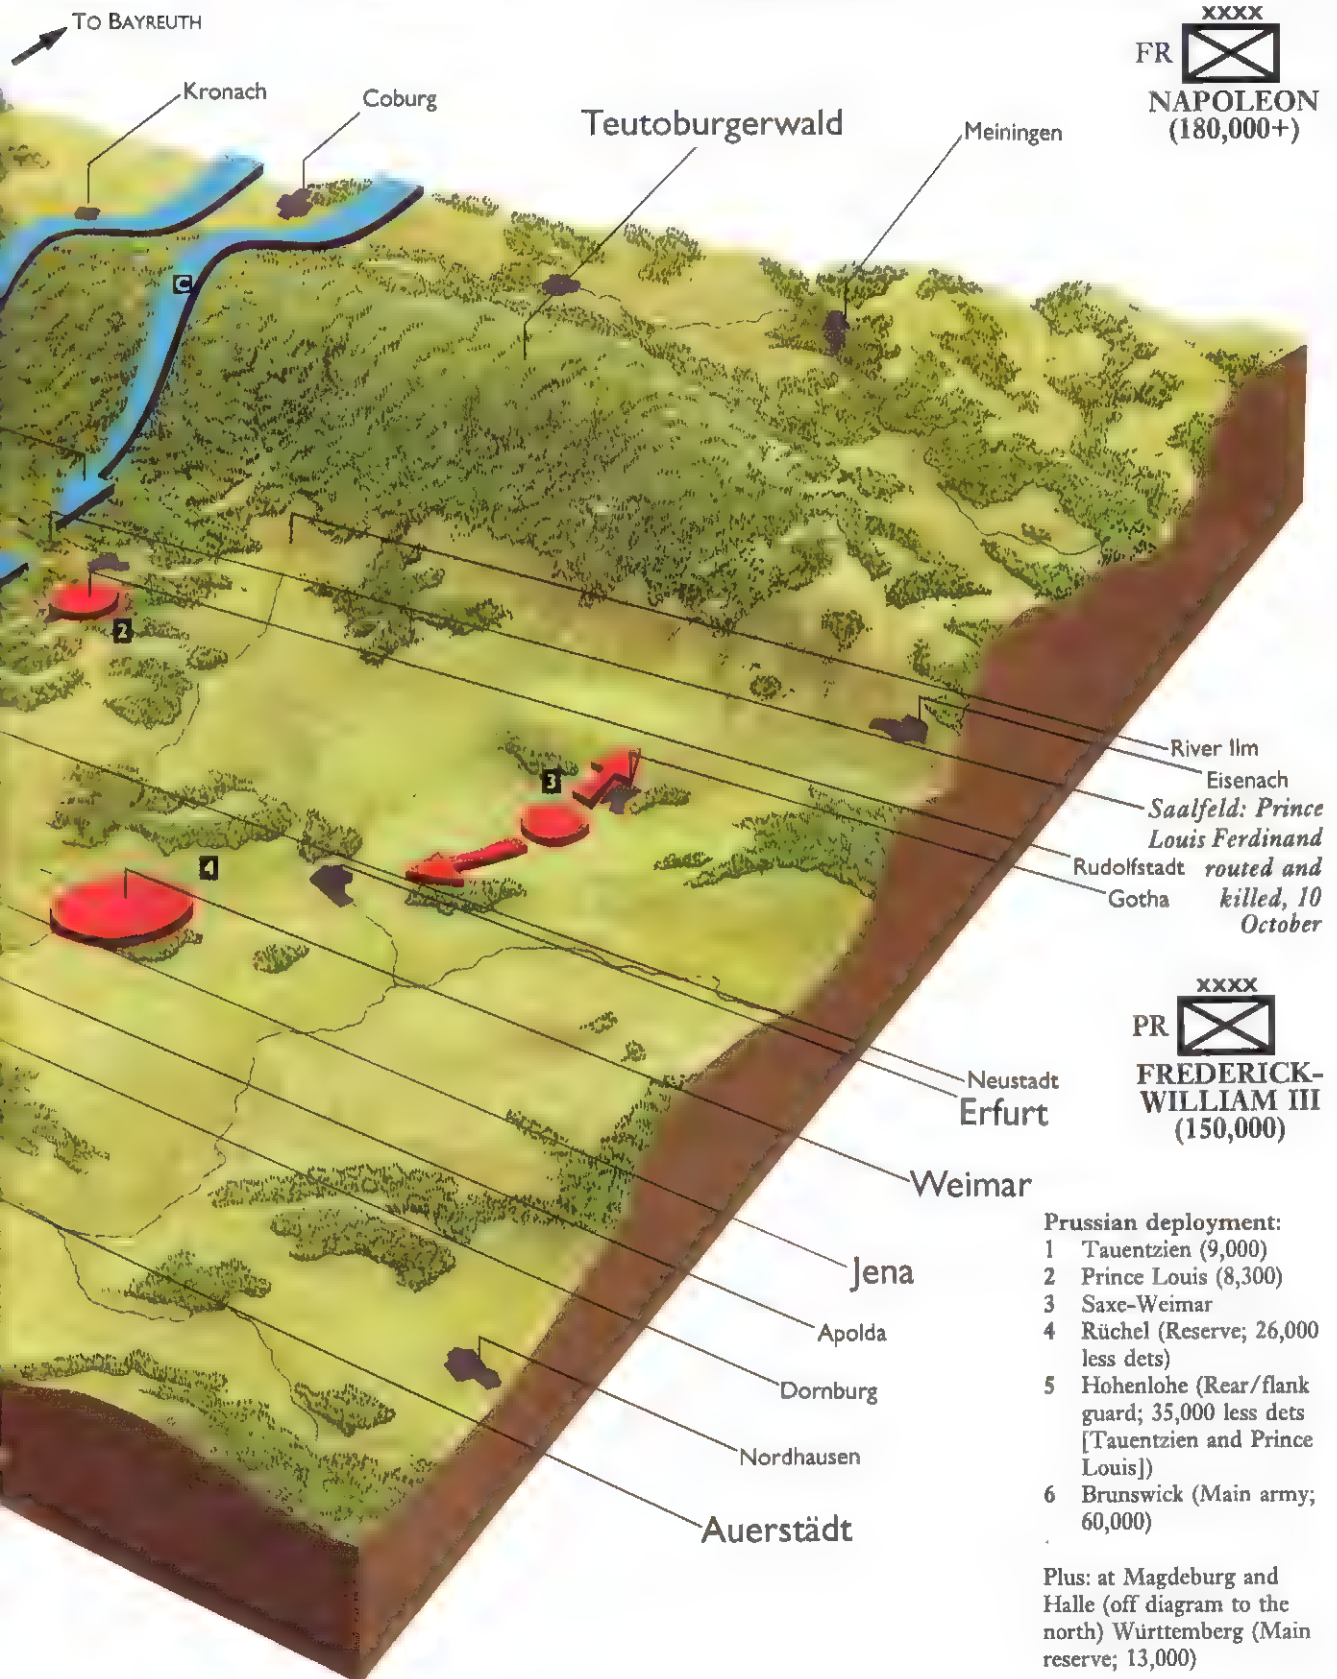 TO BAYREUTH
XXXX
FR
NAPOLEON
(180,000+)
Kronach
Coburg
Teutoburgerwald
Meiningen
C
2
3
4
River Ilm
Eisenach
Saalfeld: Prince
Louis Ferdinand
routed and
killed, 10
October
Rudolfstadt
Gotha
XXXX
PR
FREDERICK-
WILLIAM III
(150,000)
Neustadt
Erfurt
Weimar
Jena
Apolda
Dornburg
Nordhausen
Auerstädt
Prussian deployment:
1 Tauentzien (9,000)
2 Prince Louis (8,300)
3 Saxe-Weimar
4 Rüchel (Reserve; 26,000
less dets)
5 Hohenlohe (Rear/flank
guard; 35,000 less dets
[Tauentzien and Prince
Louis])
6 Brunswick (Main army;
60,000)
Plus: at Magdeburg and
Halle (off diagram to the
north) Württemberg (Main
reserve; 13,000)